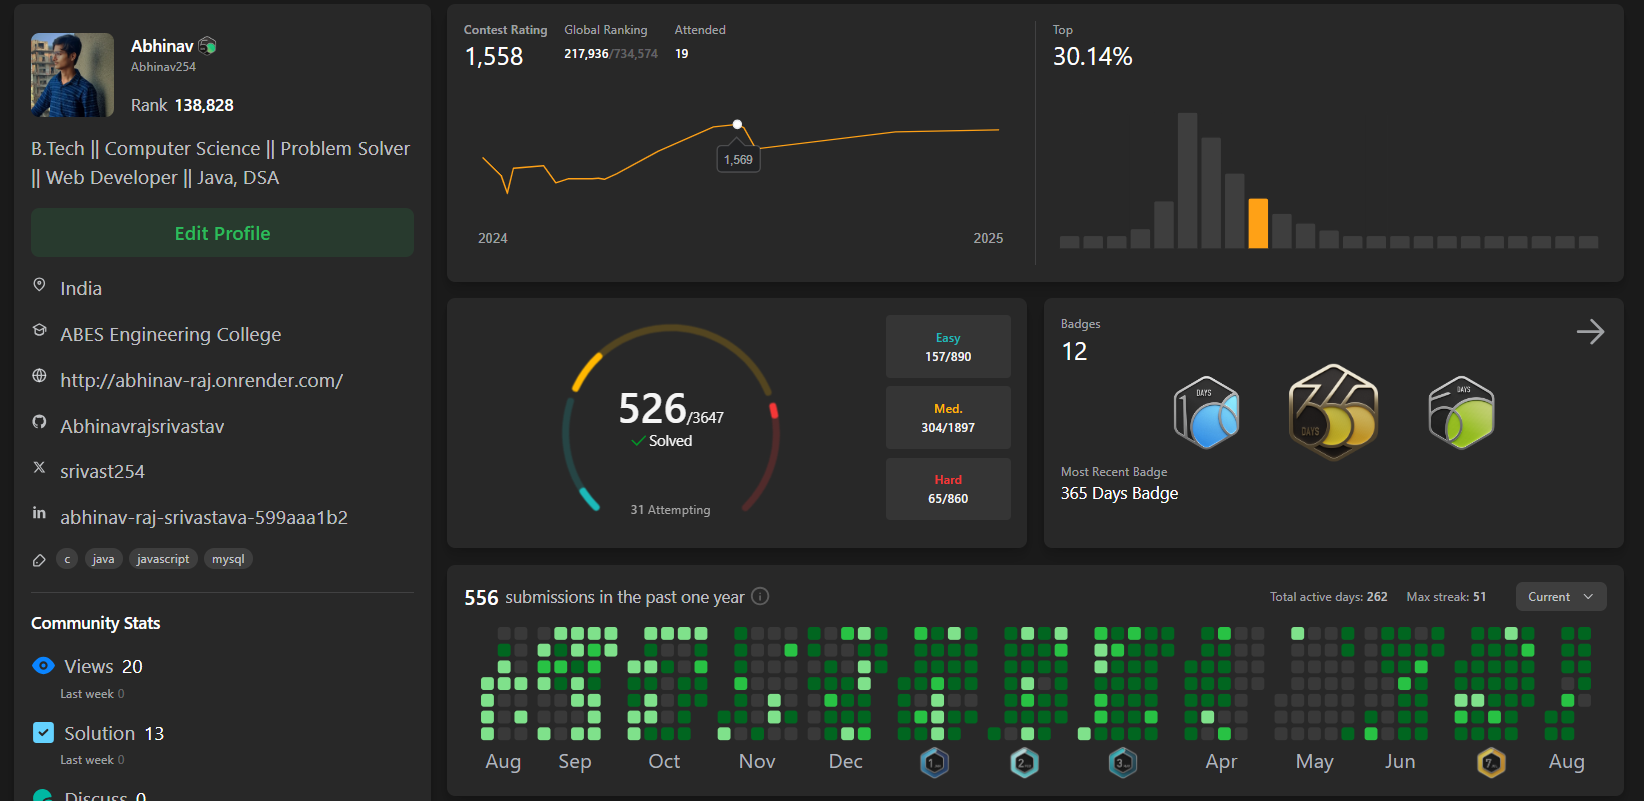 Abhinav
Abhinav254
Rank 138,828
B.Tech || Computer Science || Problem Solver
|| Web Developer || Java, DSA
Edit Profile
India
ABES Engineering College
http://abhinav-raj.onrender.com/
Abhinavrajsrivastav
srivast254
abhinav-raj-srivastava-599aaa1b2
c java javascript mysql
Community Stats
Views 20
Last week 0
Solution 13
Last week 0
Discuss 0
Contest Rating Global Ranking Attended
1,558 217,936/734,574 19
1,569
2024 2025
Top
30.14%
526/3647
Solved
31 Attempting
Easy
157/890
Med.
304/1897
Hard
65/860
Badges
12
DAYS
DAYS
DAYS
Most Recent Badge
365 Days Badge
556 submissions in the past one year
Total active days: 262 Max streak: 51 Current
Aug Sep Oct Nov Dec 1 2 3 Apr May Jun 7 Aug